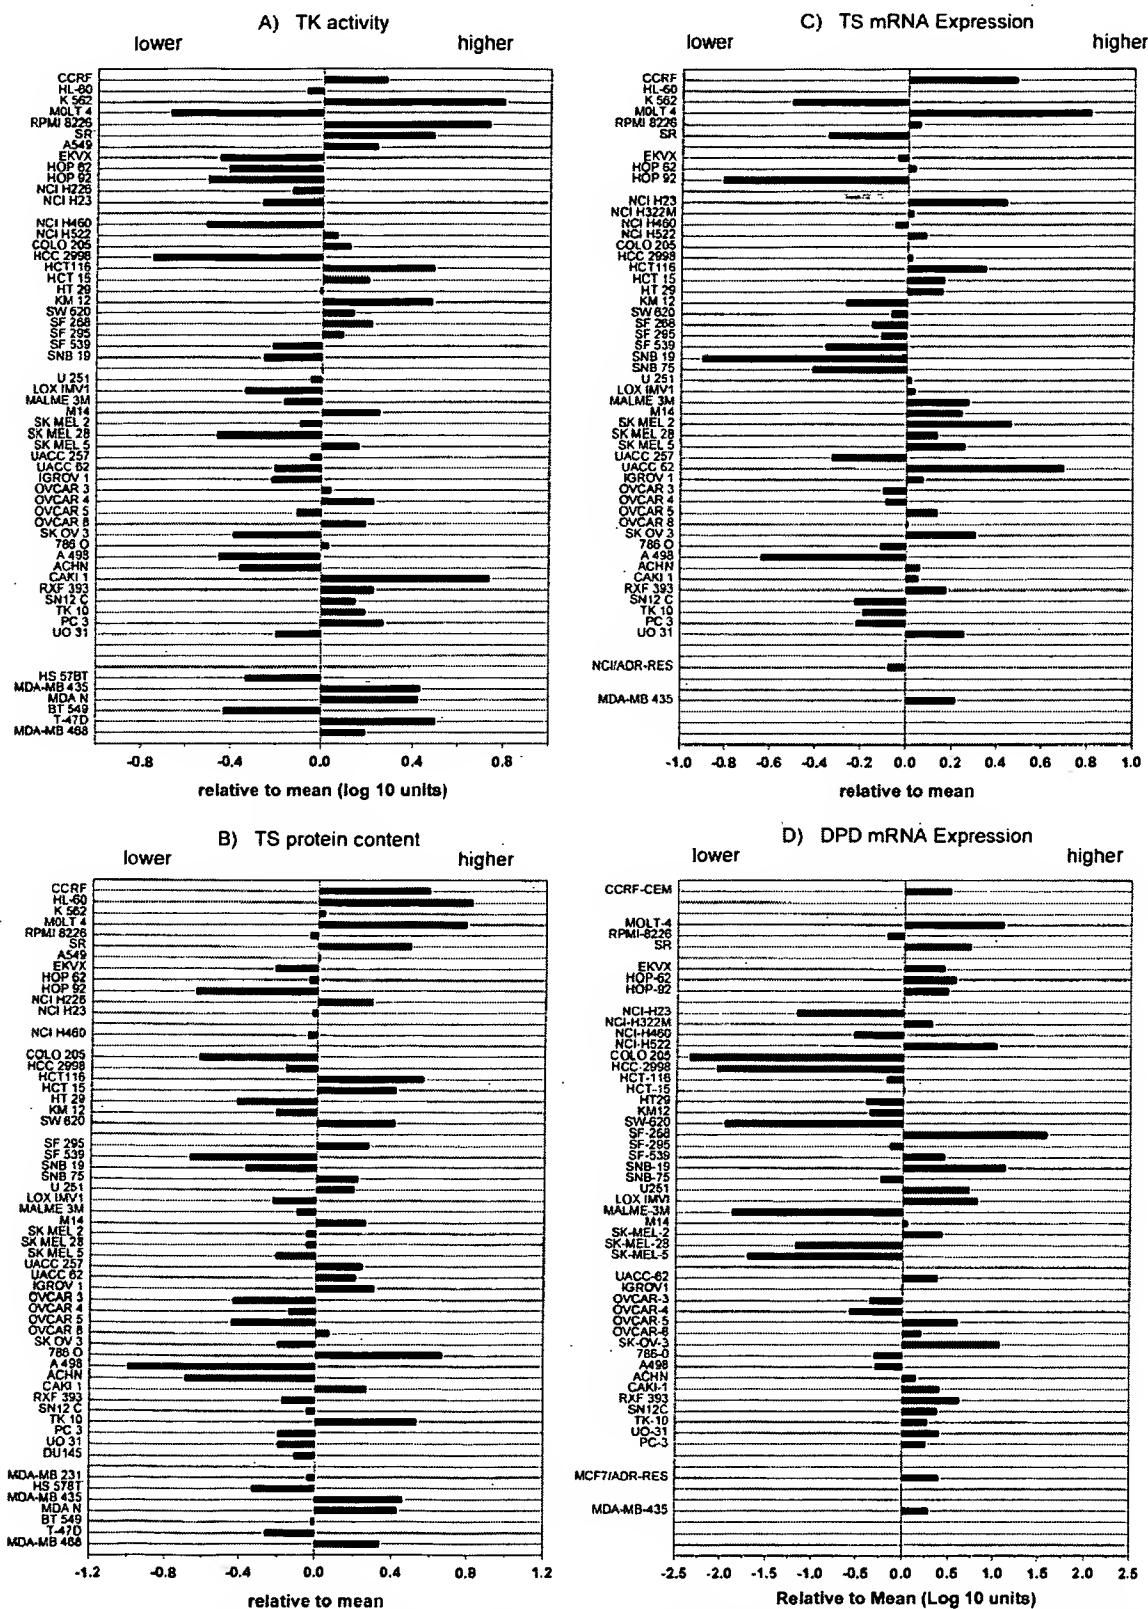 A) TK activity
lower higher
CCRF
HL-60
K 562
MOLT 4
RPMI 8226
SR
A549
EKVX
HOP 62
HOP 92
NCI H226
NCI H23
NCI H460
NCI H522
COLO 205
HCC 2998
HCT116
HCT 15
HT 29
KM 12
SW 620
SF 268
SF 295
SF 539
SNB 19
U 251
LOX IMV1
MALME 3M
M14
SK MEL 2
SK MEL 28
SK MEL 5
UACC 257
UACC 62
IGROV 1
OVCAR 3
OVCAR 4
OVCAR 5
OVCAR 8
SK OV 3
786 O
A 498
ACHN
CAKI 1
RXF 393
SN12 C
TK 10
PC 3
UO 31
HS 57BT
MDA-MB 435
MDA N
BT 549
T-47D
MDA-MB 468
-0.8 -0.4 0.0 0.4 0.8
relative to mean (log 10 units)
C) TS mRNA Expression
lower higher
CCRF
HL-60
K 562
MOLT 4
RPMI 8226
SR
EKVX
HOP 62
HOP 92
NCI H23
NCI H322M
NCI H460
NCI H522
COLO 205
HCC 2998
HCT116
HCT 15
HT 29
KM 12
SW 620
SF 268
SF 295
SF 539
SNB 19
SNB 75
U 251
LOX IMV1
MALME 3M
M14
SK MEL 2
SK MEL 28
SK MEL 5
UACC 257
UACC 62
IGROV 1
OVCAR 3
OVCAR 4
OVCAR 5
OVCAR 8
SK OV 3
786 O
A 498
ACHN
CAKI 1
RXF 393
SN12 C
TK 10
PC 3
UO 31
NCI/ADR-RES
MDA-MB 435
-1.0 -0.8 -0.6 -0.4 -0.2 0.0 0.2 0.4 0.6 0.8 1.0
relative to mean
B) TS protein content
lower higher
CCRF
HL-60
K 562
MOLT 4
RPMI 8226
SR
A549
EKVX
HOP 62
HOP 92
NCI H226
NCI H23
NCI H460
COLO 205
HCC 2998
HCT116
HCT 15
HT 29
KM 12
SW 620
SF 295
SF 539
SNB 19
SNB 75
U 251
LOX IMV1
MALME 3M
M14
SK MEL 2
SK MEL 28
SK MEL 5
UACC 257
UACC 62
IGROV 1
OVCAR 3
OVCAR 4
OVCAR 5
OVCAR 8
SK OV 3
786 O
A 498
ACHN
CAKI 1
RXF 393
SN12 C
TK 10
PC 3
UO 31
DU145
MDA-MB 231
HS 578T
MDA-MB 435
MDA N
BT 549
T-47D
MDA-MB 468
-1.2 -0.8 -0.4 0.0 0.4 0.8 1.2
relative to mean
D) DPD mRNA Expression
lower higher
CCRF-CEM
MOLT-4
RPMI-8226
SR
EKVX
HOP-62
HOP-92
NCI-H23
NCI-H322M
NCI-H460
NCI-H522
COLO 205
HCC-2998
HCT-116
HCT-15
HT29
KM12
SW-620
SF-268
SF-295
SF-539
SNB-19
SNB-75
U251
LOX IMVI
MALME-3M
M14
SK-MEL-2
SK-MEL-28
SK-MEL-5
UACC-62
IGROV1
OVCAR-3
OVCAR-4
OVCAR-5
OVCAR-8
SK-OV-3
786-0
A498
ACHN
CAKI-1
RXF 393
SN12C
TK-10
UO-31
PC-3
MCF7/ADR-RES
MDA-MB-435
-2.5 -2.0 -1.5 -1.0 -0.5 0.0 0.5 1.0 1.5 2.0 2.5
Relative to Mean (Log 10 units)